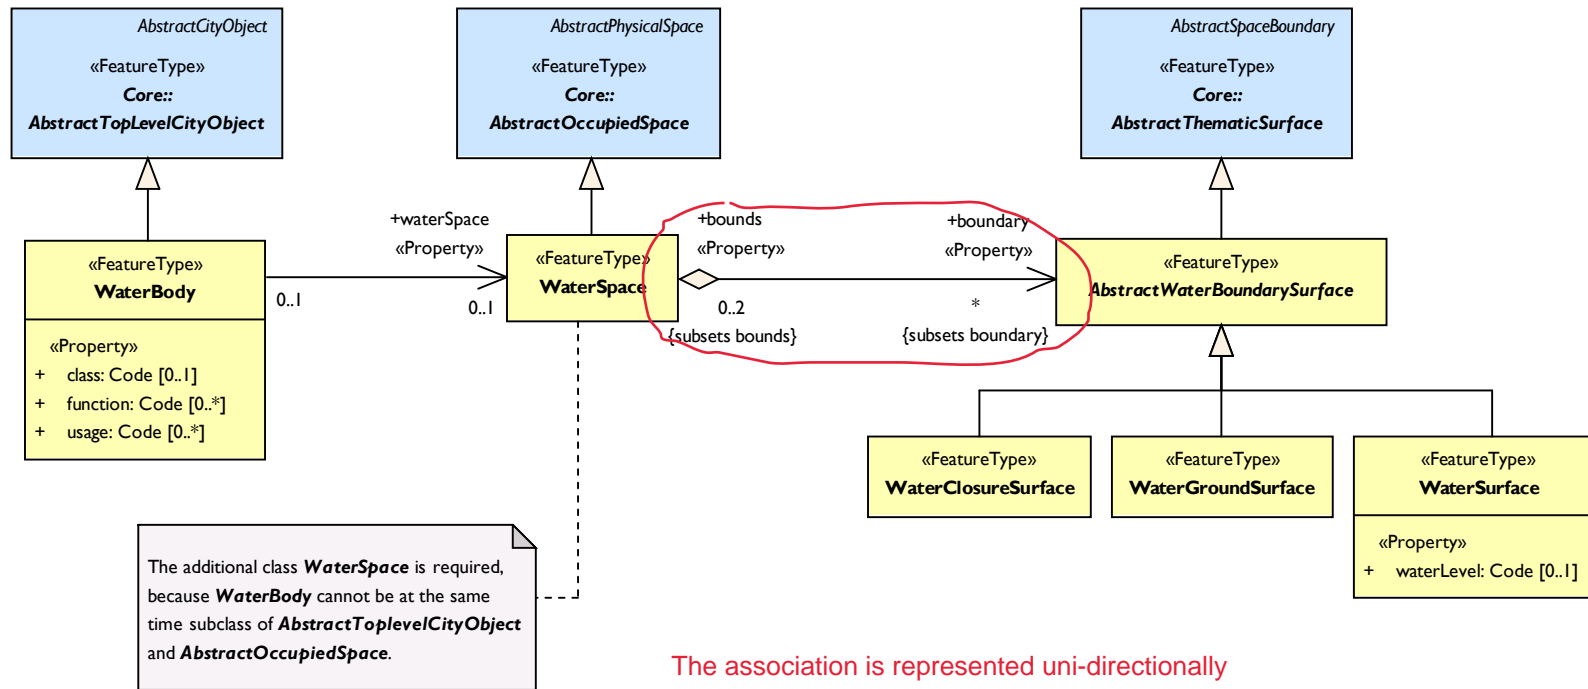 AbstractCityObject
«FeatureType»
Core::
AbstractTopLevelCityObject
AbstractPhysicalSpace
«FeatureType»
Core::
AbstractOccupiedSpace
AbstractSpaceBoundary
«FeatureType»
Core::
AbstractThematicSurface
+waterSpace
«Property»
0..1
0..1
+bounds
«Property»
0..2
{subsets bounds}
+boundary
«Property»
*
{subsets boundary}
«FeatureType»
WaterBody
«Property»
+ class: Code [0..1]
+ function: Code [0..*]
+ usage: Code [0..*]
«FeatureType»
WaterSpace
«FeatureType»
AbstractWaterBoundarySurface
«FeatureType»
WaterClosureSurface
«FeatureType»
WaterGroundSurface
«FeatureType»
WaterSurface
«Property»
+ waterLevel: Code [0..1]
The additional class WaterSpace is required,
because WaterBody cannot be at the same
time subclass of AbstractToplevelCityObject
and AbstractOccupiedSpace.
The association is represented uni-directionally